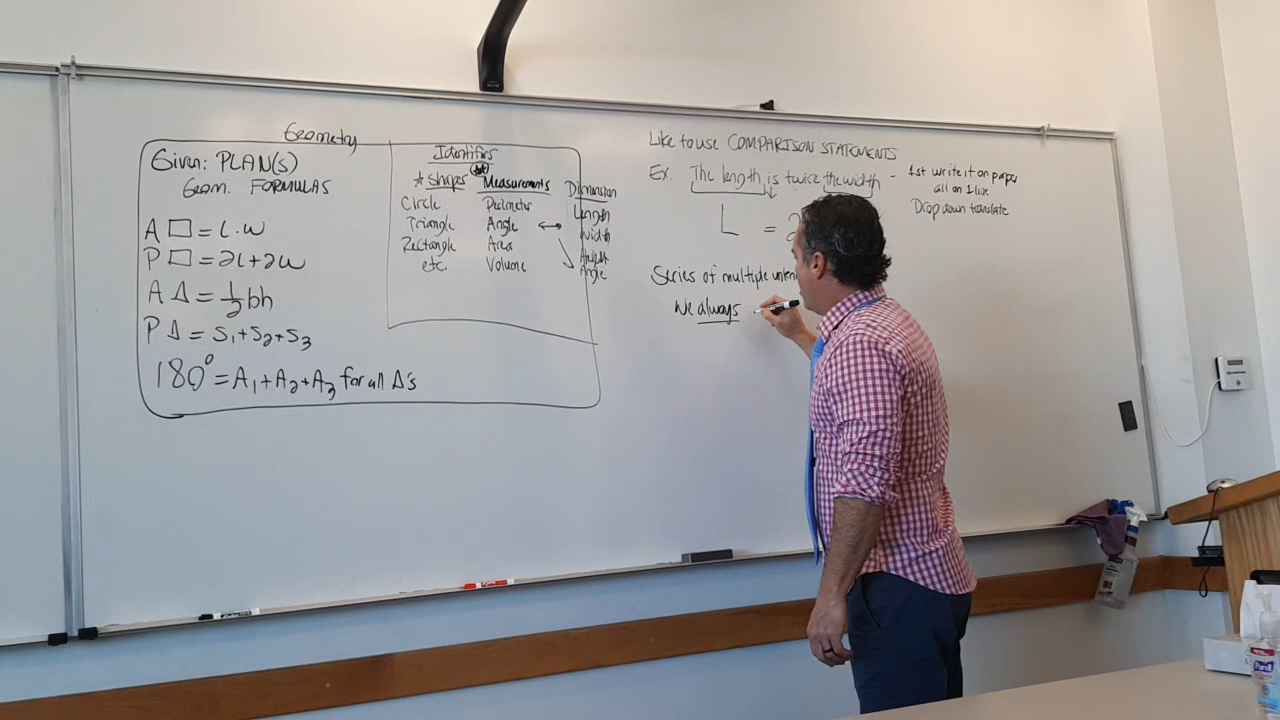 Geometry
Given: PLAN(s)
Geom. FORMULAS
A □ = L·W
P □ = 2L+2W
A Δ = 1/2 bh
P Δ = S1+S2+S3
180° = A1+A2+A3 for all Δ's
Identifiers
☆ Shapes
Circle
Triangle
Rectangle
etc.
Measurements
Perimeter
Angle
Area
Volume
Dimension
Length
Width
Height
Angle
Like to use COMPARISON STATEMENTS
Ex. The length is twice the width - 1st write it on paper
all on 1 line
Drop down translate
L = 2
Series of multiple
We always
Purell